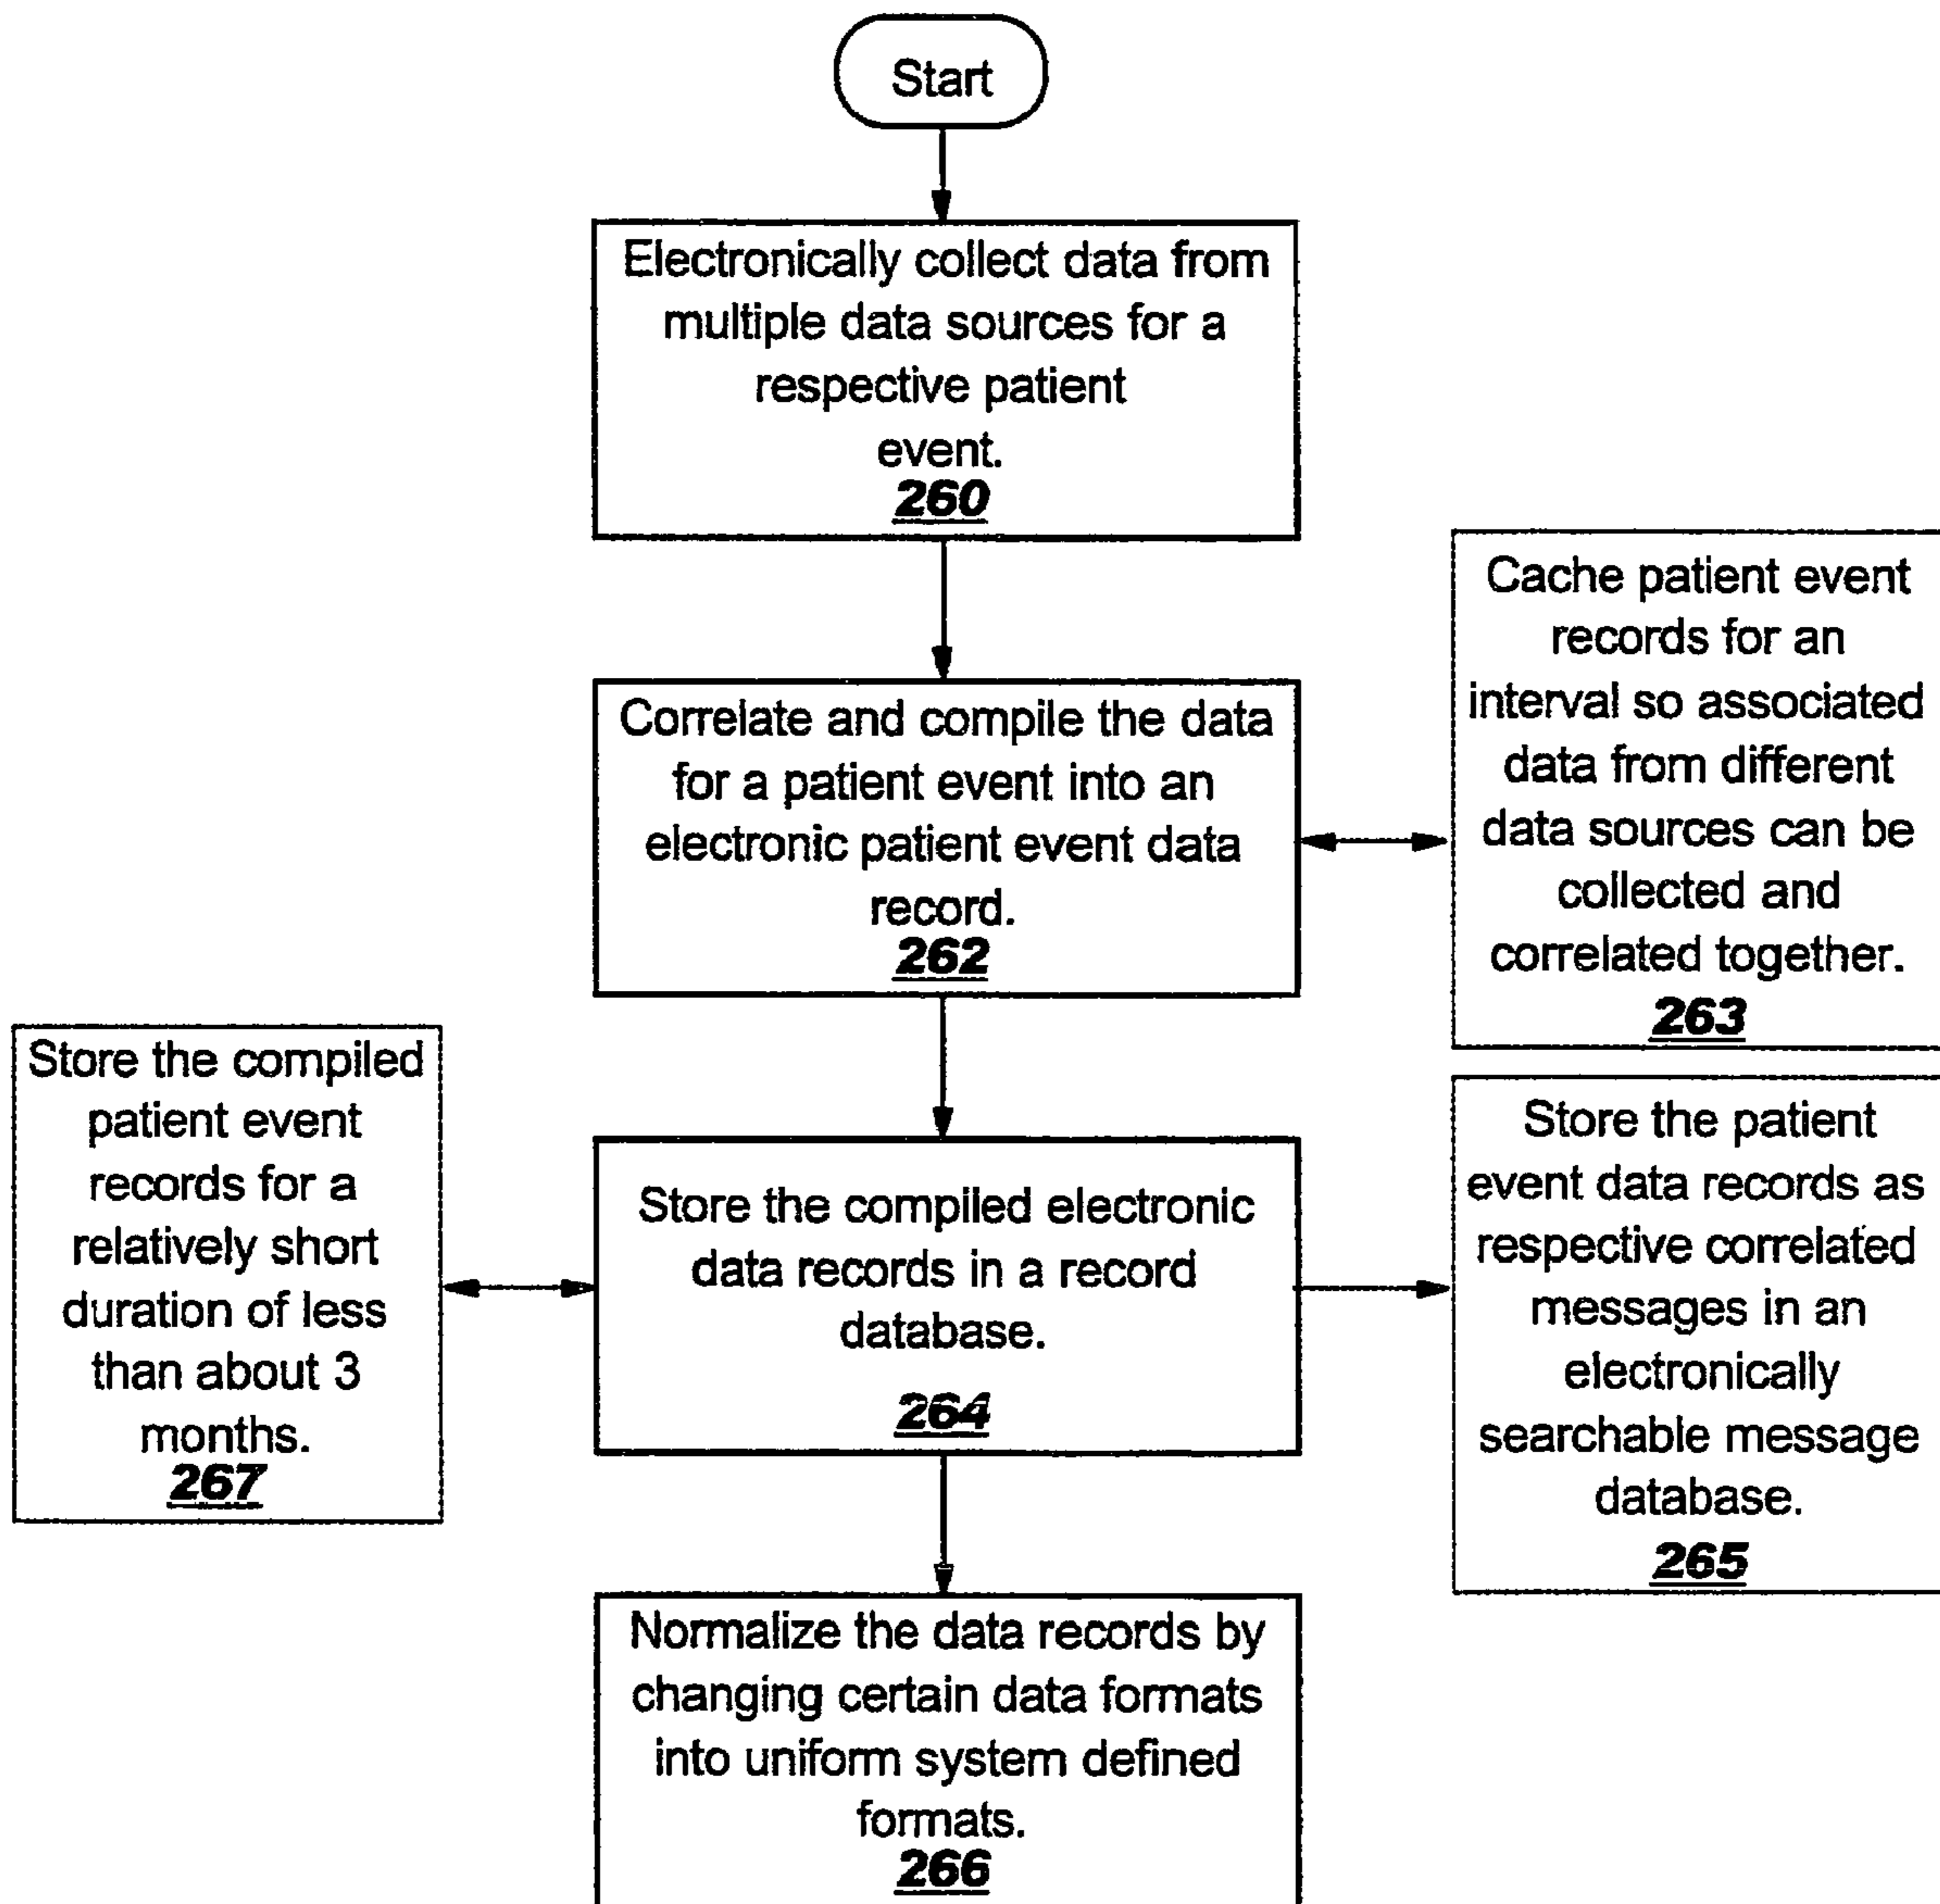 Start
Electronically collect data from
multiple data sources for a
respective patient
event.
260
Correlate and compile the data
for a patient event into an
electronic patient event data
record.
262
Cache patient event
records for an
interval so associated
data from different
data sources can be
collected and
correlated together.
263
Store the compiled
patient event
records for a
relatively short
duration of less
than about 3
months.
267
Store the compiled electronic
data records in a record
database.
264
Store the patient
event data records as
respective correlated
messages in an
electronically
searchable message
database.
265
Normalize the data records by
changing certain data formats
into uniform system defined
formats.
266